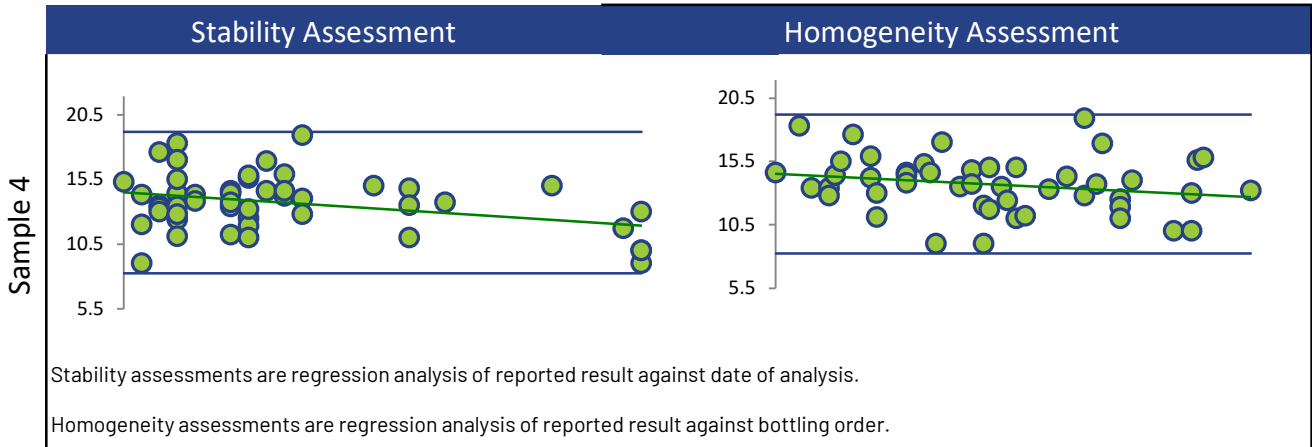 Stability Assessment
Homogeneity Assessment
Sample 4
20.5
15.5
10.5
5.5
20.5
15.5
10.5
5.5
Stability assessments are regression analysis of reported result against date of analysis.
Homogeneity assessments are regression analysis of reported result against bottling order.